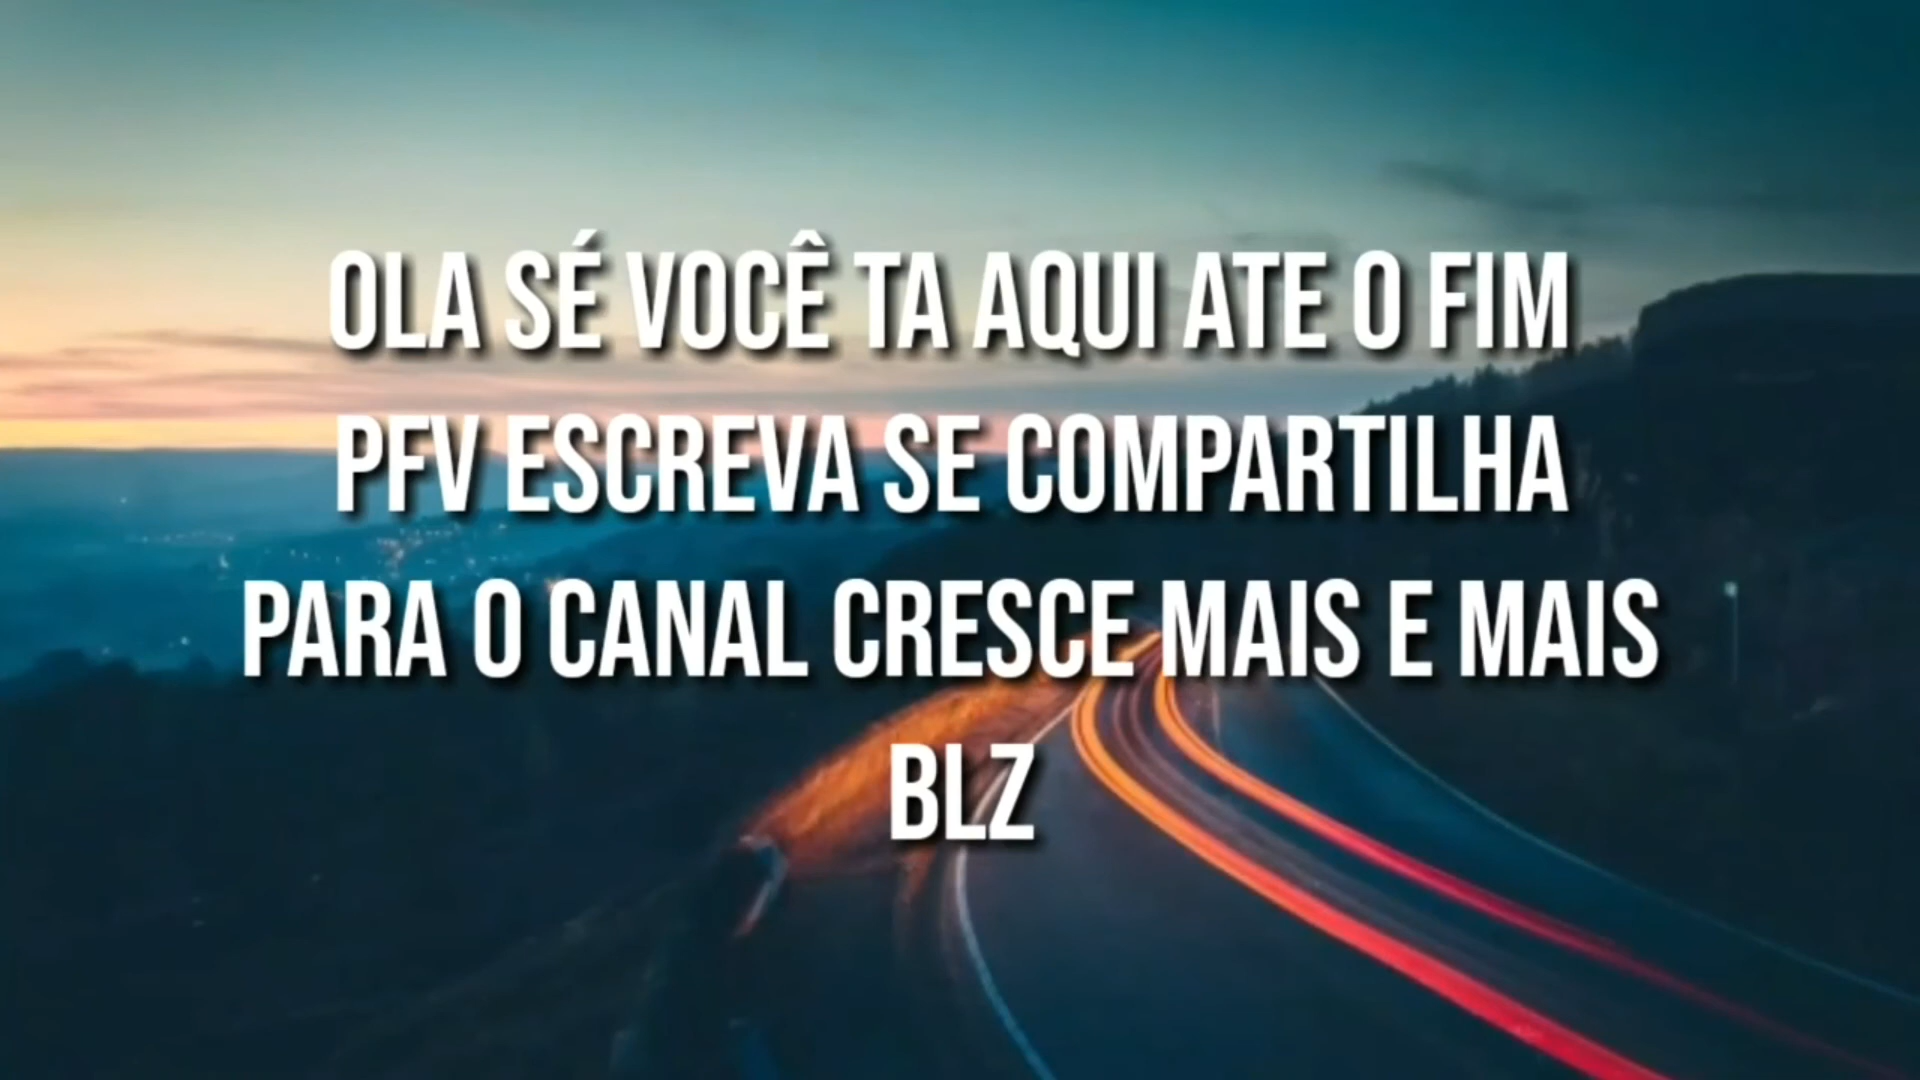 OLA SÉ VOCÊ TA AQUI ATE O FIM
PFV ESCREVA SE COMPARTILHA
PARA O CANAL CRESCE MAIS E MAIS
BLZ